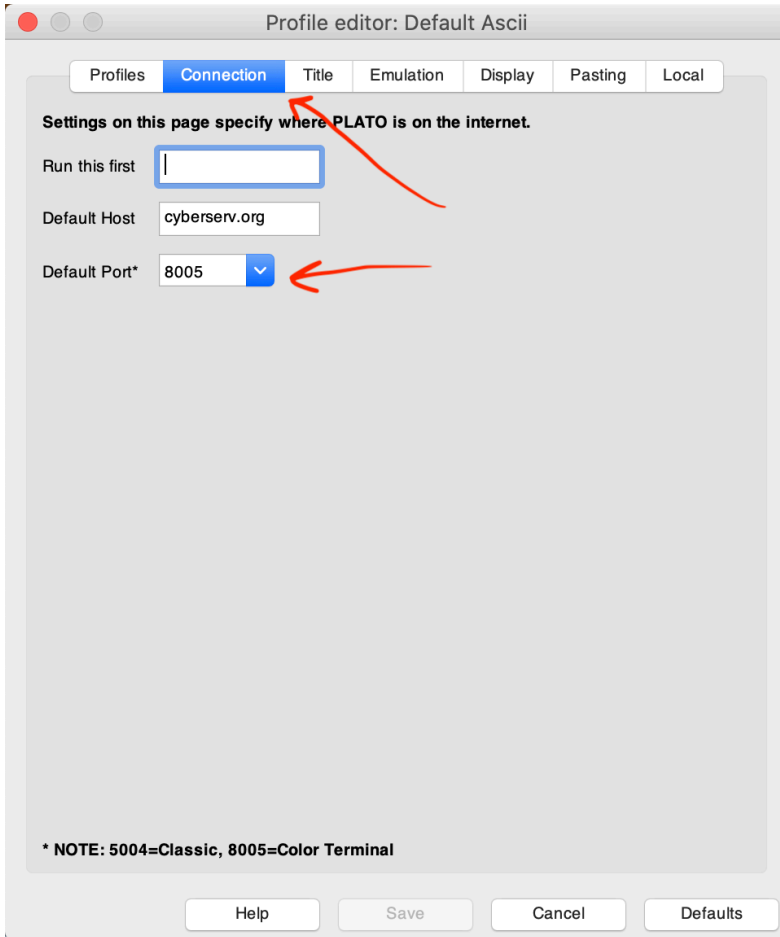 Profile editor: Default Ascii
Profiles Connection Title Emulation Display Pasting Local
Settings on this page specify where PLATO is on the internet.
Run this first
Default Host cyberserv.org
Default Port* 8005
* NOTE: 5004=Classic, 8005=Color Terminal
Help Save Cancel Defaults